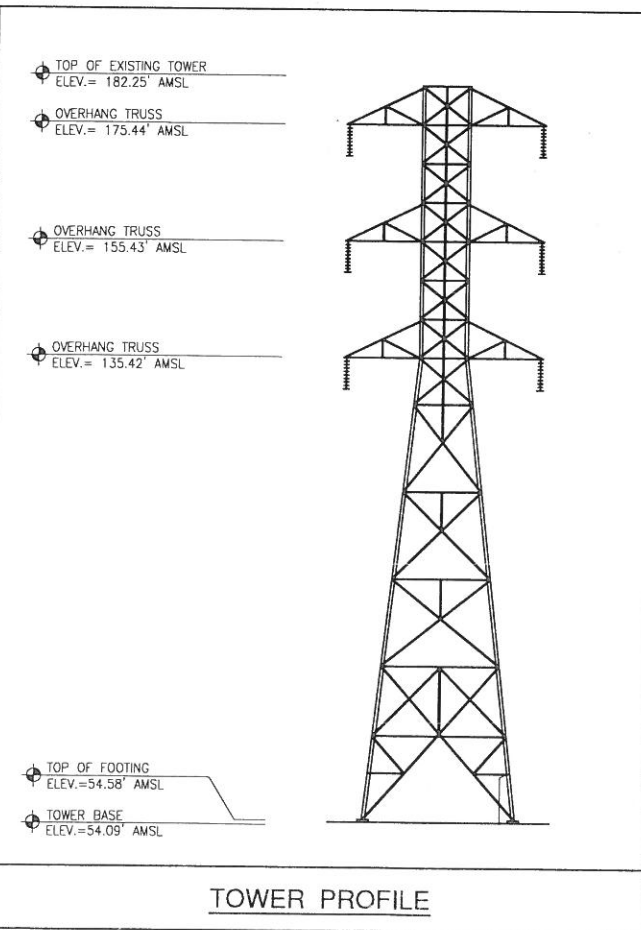 TOP OF EXISTING TOWER
ELEV.= 182.25' AMSL
OVERHANG TRUSS
ELEV.= 175.44' AMSL
OVERHANG TRUSS
ELEV.= 155.43' AMSL
OVERHANG TRUSS
ELEV.= 135.42' AMSL
TOP OF FOOTING
ELEV.=54.58' AMSL
TOWER BASE
ELEV.=54.09' AMSL
TOWER PROFILE